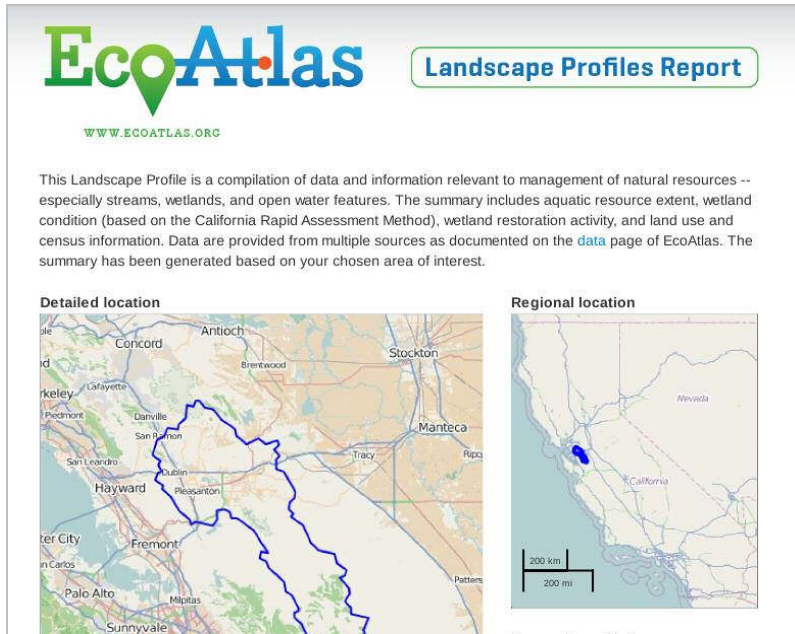 EcoAtlas
Landscape Profiles Report
WWW.ECOATLAS.ORG
This Landscape Profile is a compilation of data and information relevant to management of natural resources --
especially streams, wetlands, and open water features. The summary includes aquatic resource extent, wetland
condition (based on the California Rapid Assessment Method), wetland restoration activity, and land use and
census information. Data are provided from multiple sources as documented on the data page of EcoAtlas. The
summary has been generated based on your chosen area of interest.
Detailed location
Regional location
Antioch
Concord
Stockton
Brentwood
Lafayette
rkeley
Piedmont
Danville
San Ramon
Manteca
Tracy
San Leandro
Dublin
Hayward
Pleasanton
ter City
Fremont
n Carlos
Palo Alto
Milpitas
Patters
Sunnyvale
Nevada
California
200 km
200 mi